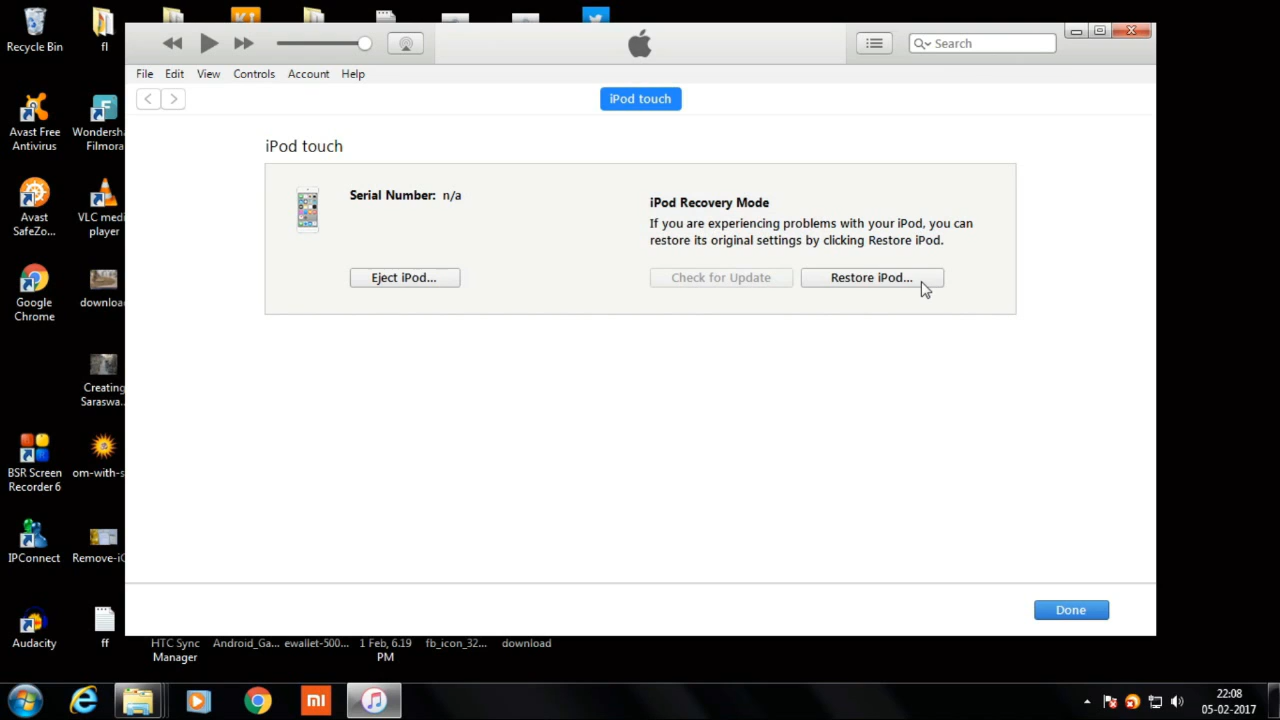 Recycle Bin
fl
Search
File Edit View Controls Account Help
iPod touch
iPod touch
Serial Number: n/a
iPod Recovery Mode
If you are experiencing problems with your iPod, you can
restore its original settings by clicking Restore iPod.
Eject iPod...
Check for Update
Restore iPod...
Done
Avast Free
Antivirus
Wondersha
Filmora
Avast
SafeZo...
VLC medi
player
Google
Chrome
download
Creating
Saraswa...
BSR Screen
Recorder 6
om-with-s
IPConnect
Remove-iC
Audacity
ff
HTC Sync
Manager
Android_Ga...
ewallet-500...
1 Feb, 6.19
PM
fb_icon_32...
download
mi
22:08
05-02-2017